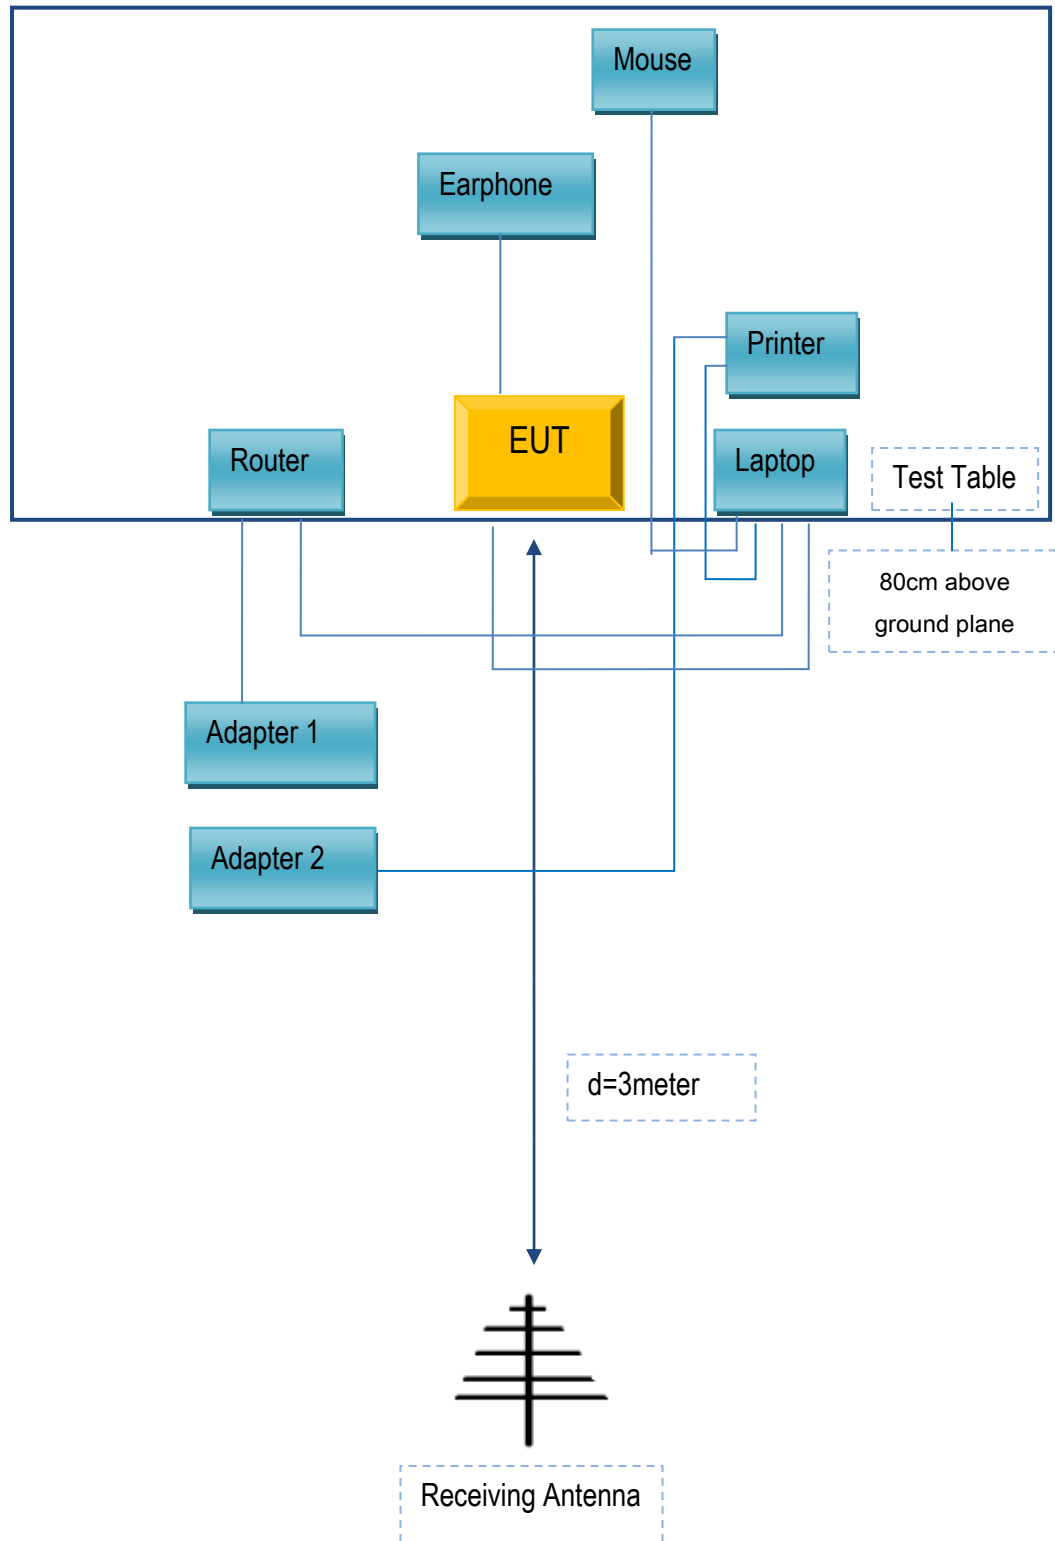 Mouse
Earphone
Printer
EUT
Router
Laptop
Test Table
80cm above
ground plane
Adapter 1
Adapter 2
d=3meter
Receiving Antenna